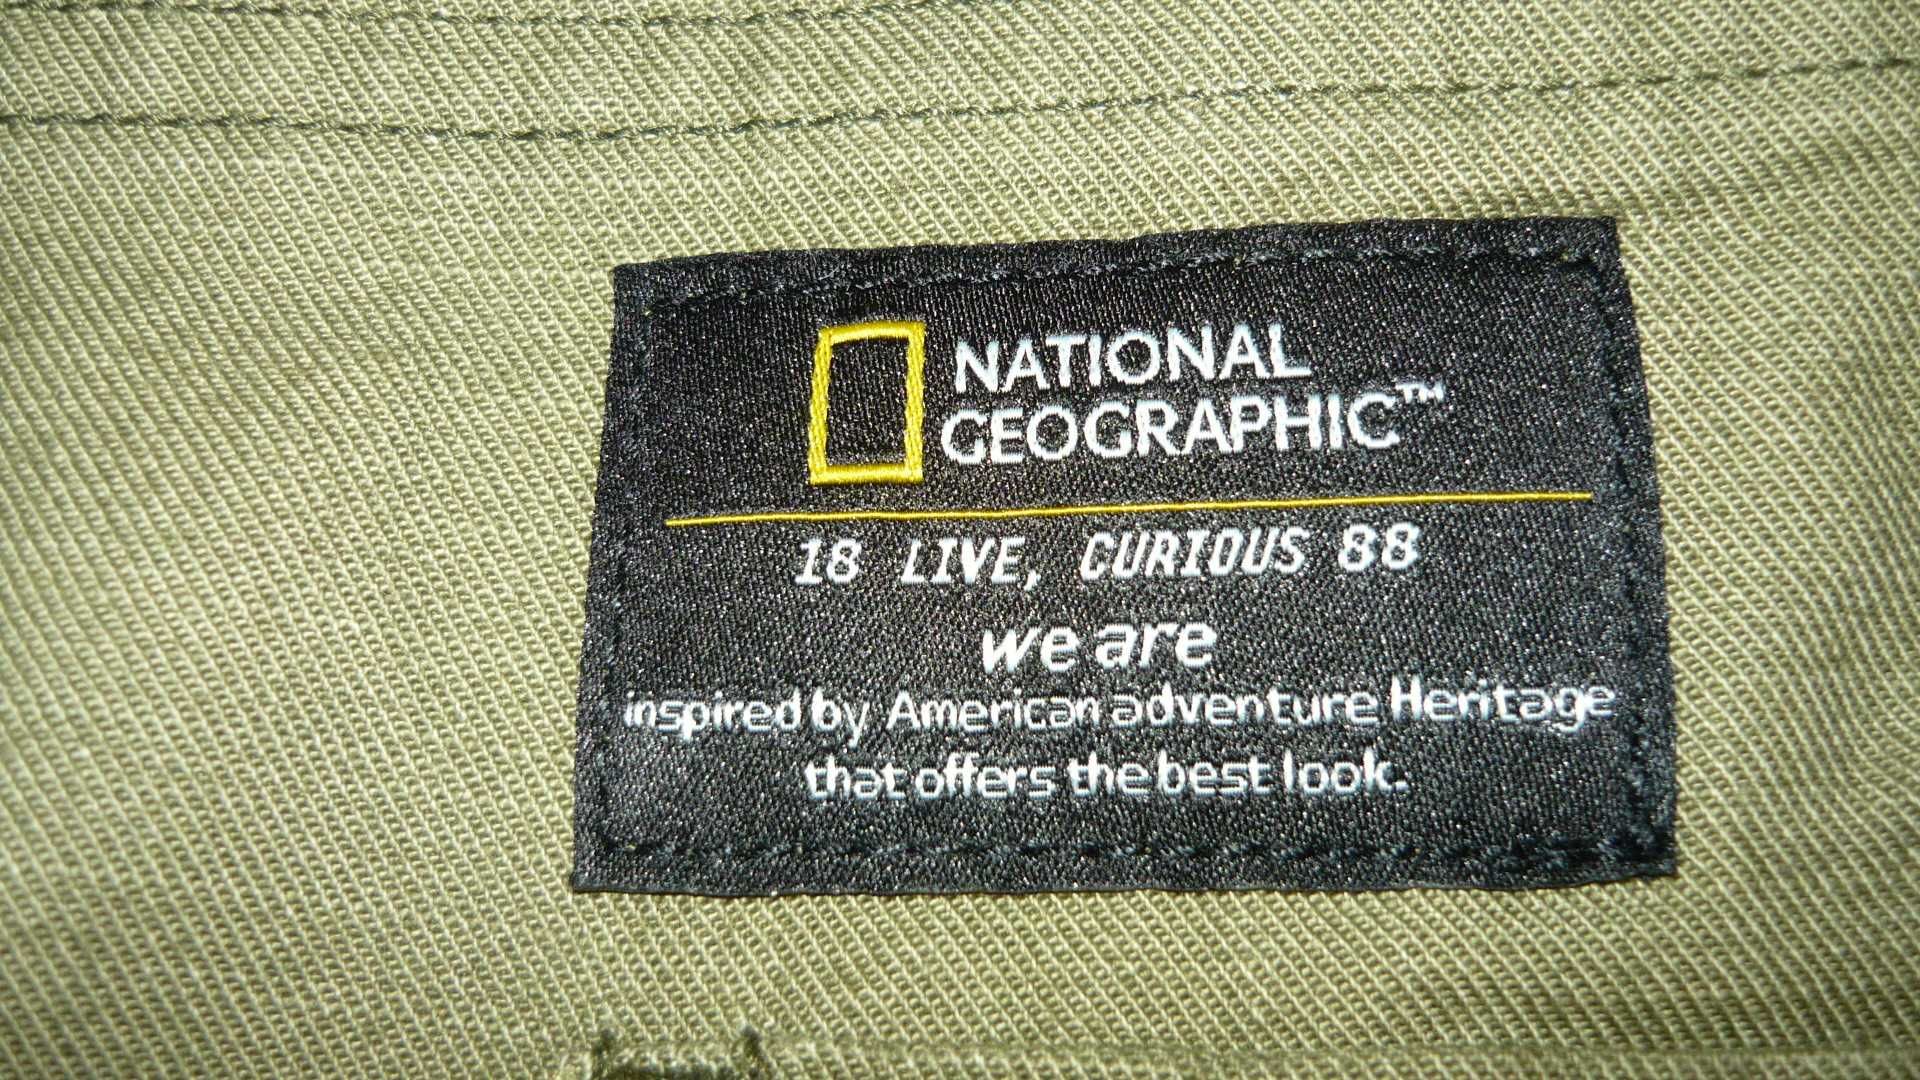 NATIONAL
GEOGRAPHIC™
18 LIVE, CURIOUS 88
we are
inspired by American adventure Heritage
that offers the best look.